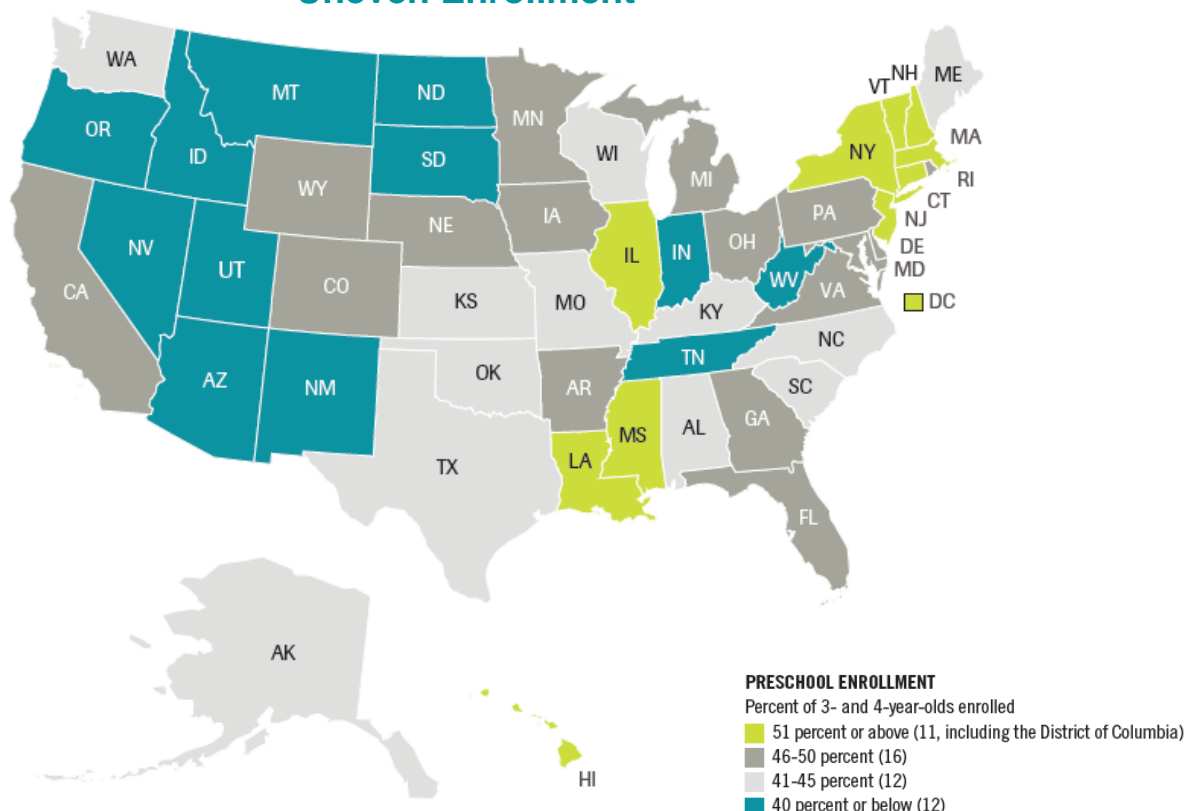 Uneven Enrollment
WA
MT
ND
MN
VT
NH
ME
OR
ID
SD
WI
MI
NY
MA
RI
CT
WY
NE
IA
PA
NJ
NV
UT
CO
IL
IN
OH
DE
MD
CA
KS
MO
WV
VA
DC
KY
NC
AZ
NM
OK
AR
TN
SC
TX
LA
MS
AL
GA
FL
AK
HI
PRESCHOOL ENROLLMENT
Percent of 3- and 4-year-olds enrolled
51 percent or above (11, including the District of Columbia)
46-50 percent (16)
41-45 percent (12)
40 percent or below (12)